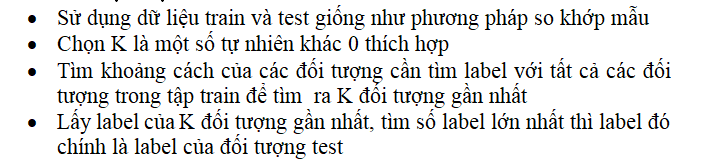 • Sử dụng dữ liệu train và test giống như phương pháp so khớp mẫu
• Chọn K là một số tự nhiên khác 0 thích hợp
• Tìm khoảng cách của các đối tượng cần tìm label với tất cả các đối
tượng trong tập train để tìm ra K đối tượng gần nhất
• Lấy label của K đối tượng gần nhất, tìm số label lớn nhất thì label đó
chính là label của đối tượng test